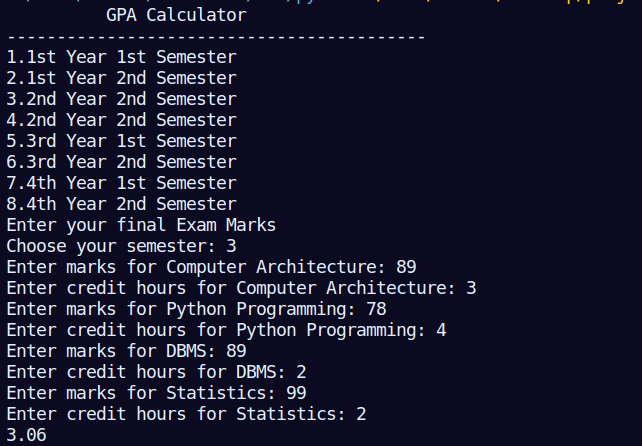 GPA Calculator
------------------------------------------
1.1st Year 1st Semester
2.1st Year 2nd Semester
3.2nd Year 2nd Semester
4.2nd Year 2nd Semester
5.3rd Year 1st Semester
6.3rd Year 2nd Semester
7.4th Year 1st Semester
8.4th Year 2nd Semester
Enter your final Exam Marks
Choose your semester: 3
Enter marks for Computer Architecture: 89
Enter credit hours for Computer Architecture: 3
Enter marks for Python Programming: 78
Enter credit hours for Python Programming: 4
Enter marks for DBMS: 89
Enter credit hours for DBMS: 2
Enter marks for Statistics: 99
Enter credit hours for Statistics: 2
3.06